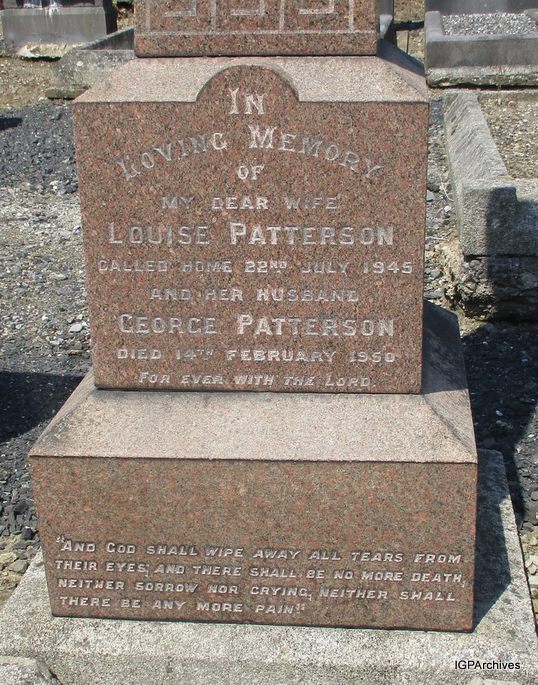 In
Loving Memory
of
my dear wife
Louise Patterson
called home 22nd July 1945
and her husband
George Patterson
died 14th February 1950
For ever with the Lord.
"And God shall wipe away all tears from
their eyes; and there shall be no more death,
neither sorrow nor crying, neither shall
there be any more pain"
IGPArchives